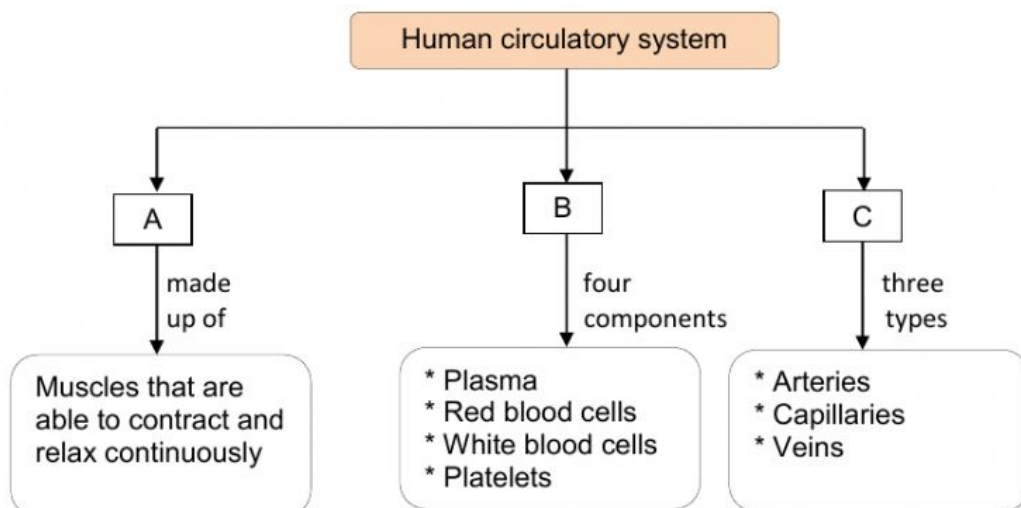 Human circulatory system
A
B
C
made
up of
four
components
three
types
Muscles that are
able to contract and
relax continuously
* Plasma
* Red blood cells
* White blood cells
* Platelets
* Arteries
* Capillaries
* Veins